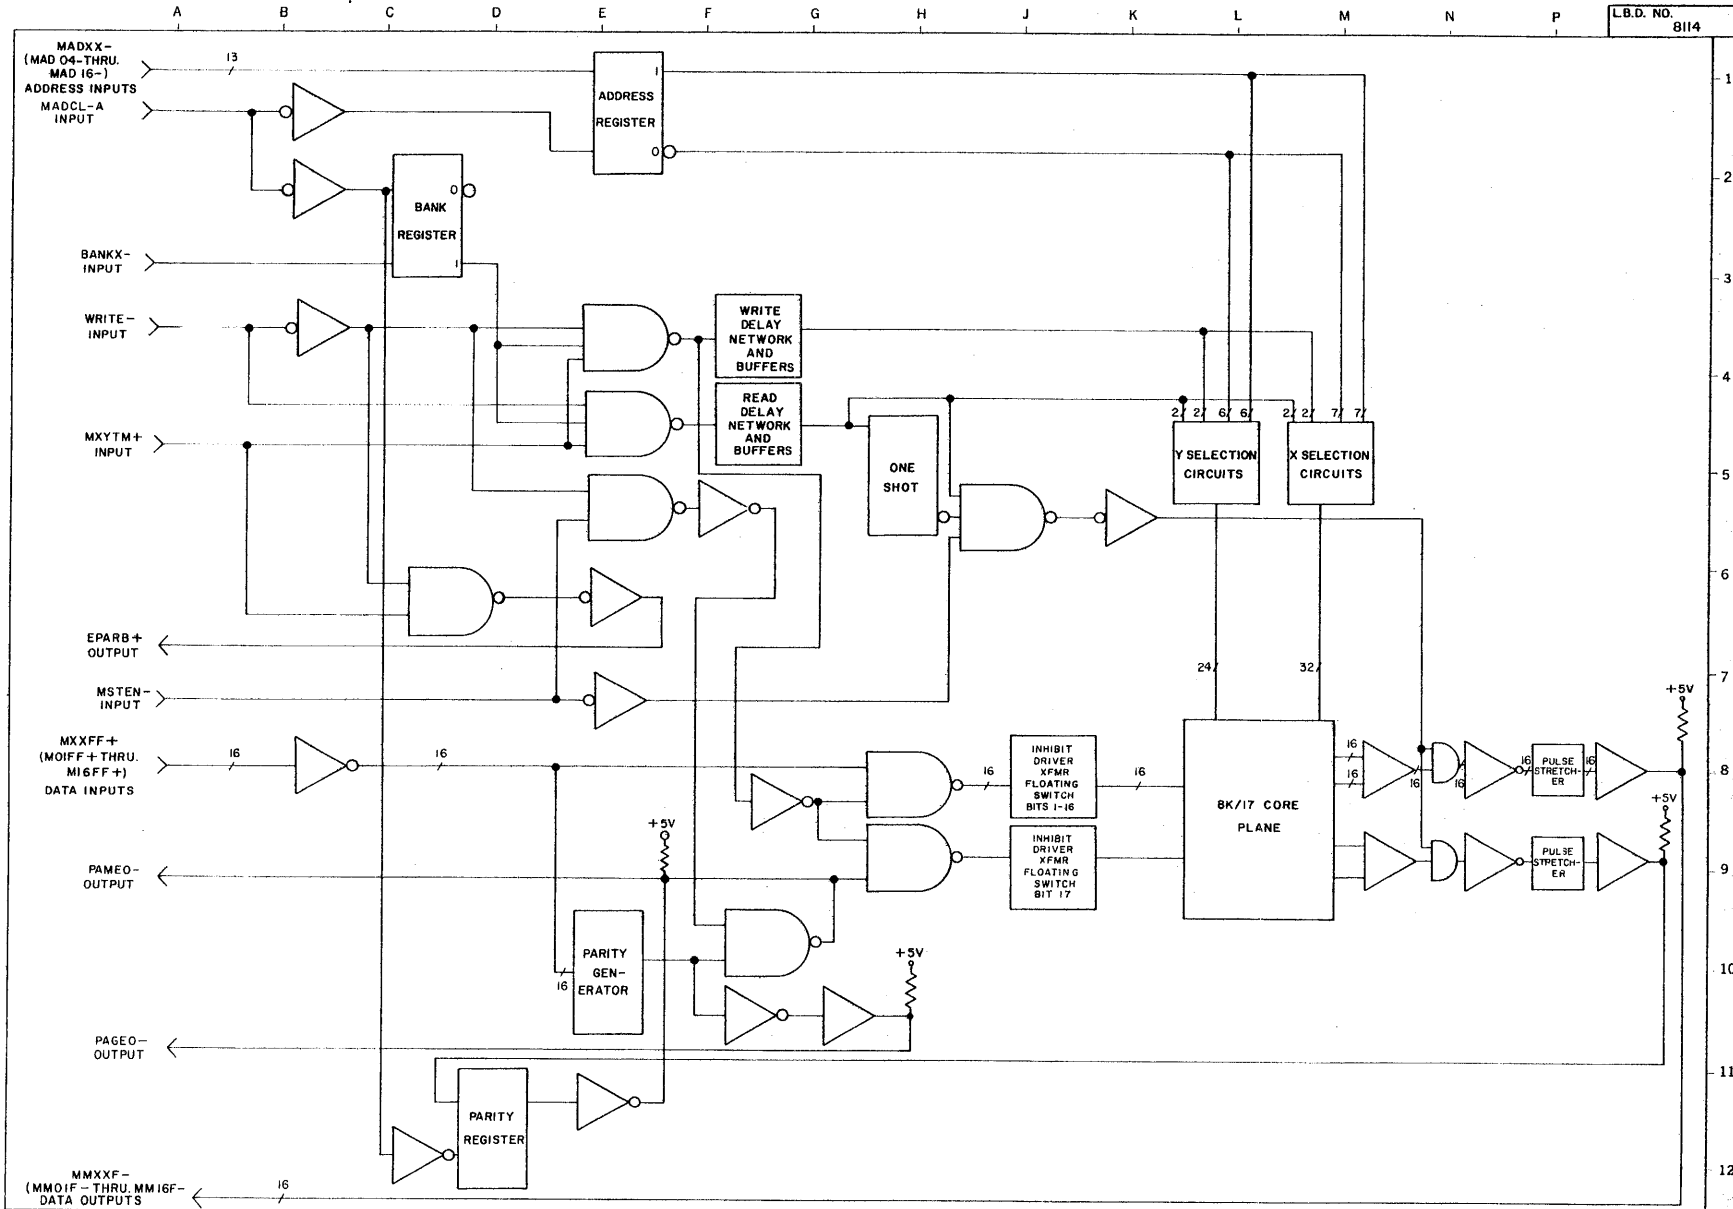 A B C D E F G H J K L M N P
L.B.D. NO.
8114
MADXX-
(MAD 04-THRU.
MAD 16-)
ADDRESS INPUTS
13
1
ADDRESS
REGISTER
0
1
MADCL-A
INPUT
2
0
BANK
REGISTER
1
BANKX-
INPUT
3
WRITE-
INPUT
WRITE
DELAY
NETWORK
AND
BUFFERS
4
READ
DELAY
NETWORK
AND
BUFFERS
2 2 6 6
2 2 7 7
MXYTM+
INPUT
Y SELECTION
CIRCUITS
X SELECTION
CIRCUITS
ONE
SHOT
5
6
EPARB+
OUTPUT
24
32
7
MSTEN-
INPUT
+5V
MXXFF+
(M01FF+THRU.
M16FF+)
DATA INPUTS
16
16
INHIBIT
DRIVER
XFMR
FLOATING
SWITCH
BITS 1-16
16
16
8K/17 CORE
PLANE
16
16
16
16
16
PULSE
STRETCH-
ER
16
8
+5V
+5V
INHIBIT
DRIVER
XFMR
FLOATING
SWITCH
BIT 17
PULSE
STRETCH-
ER
9
PAMEO-
OUTPUT
PARITY
GEN-
ERATOR
16
+5V
10
PAGEO-
OUTPUT
11
PARITY
REGISTER
12
MMXXF-
(MM01F-THRU.MM16F-
DATA OUTPUTS
16